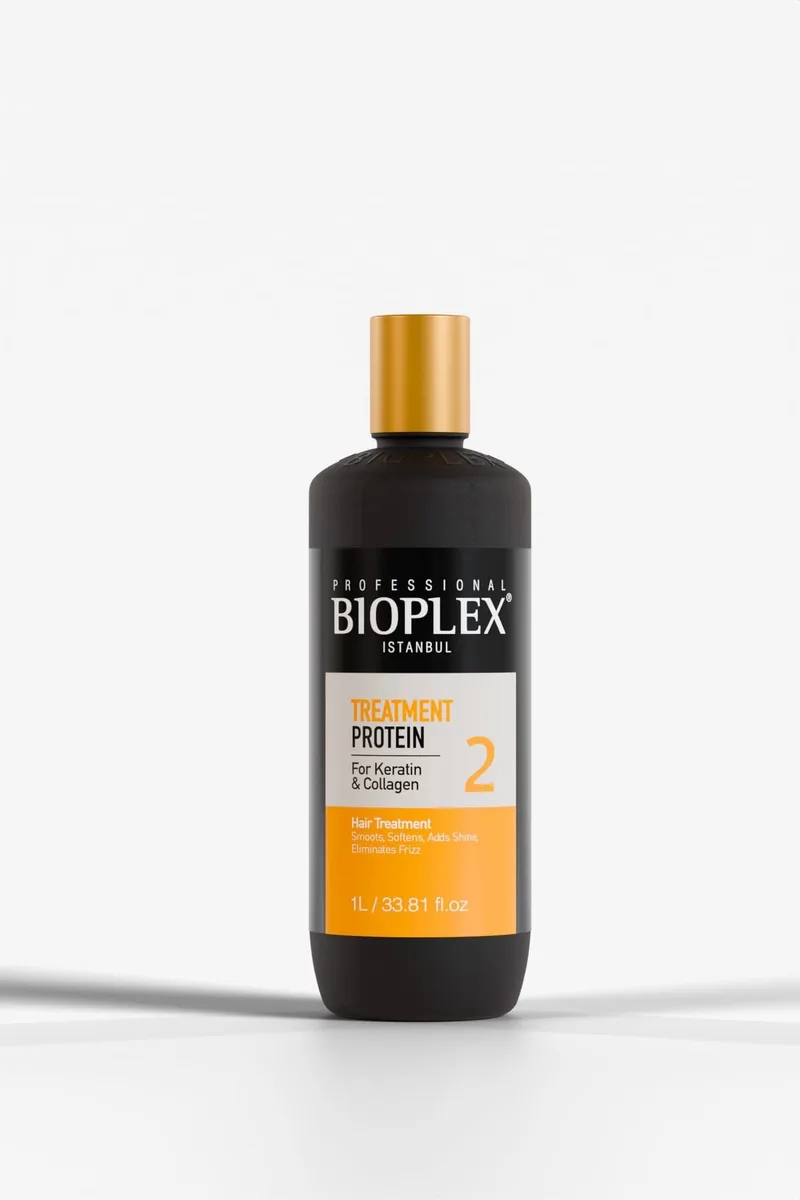 BIOPLEX
PROFESSIONAL
BIOPLEX®
ISTANBUL
TREATMENT
PROTEIN
For Keratin
& Collagen
2
Hair Treatment
Smoots, Softens, Adds Shine,
Eliminates Frizz
1L / 33.81 fl.oz